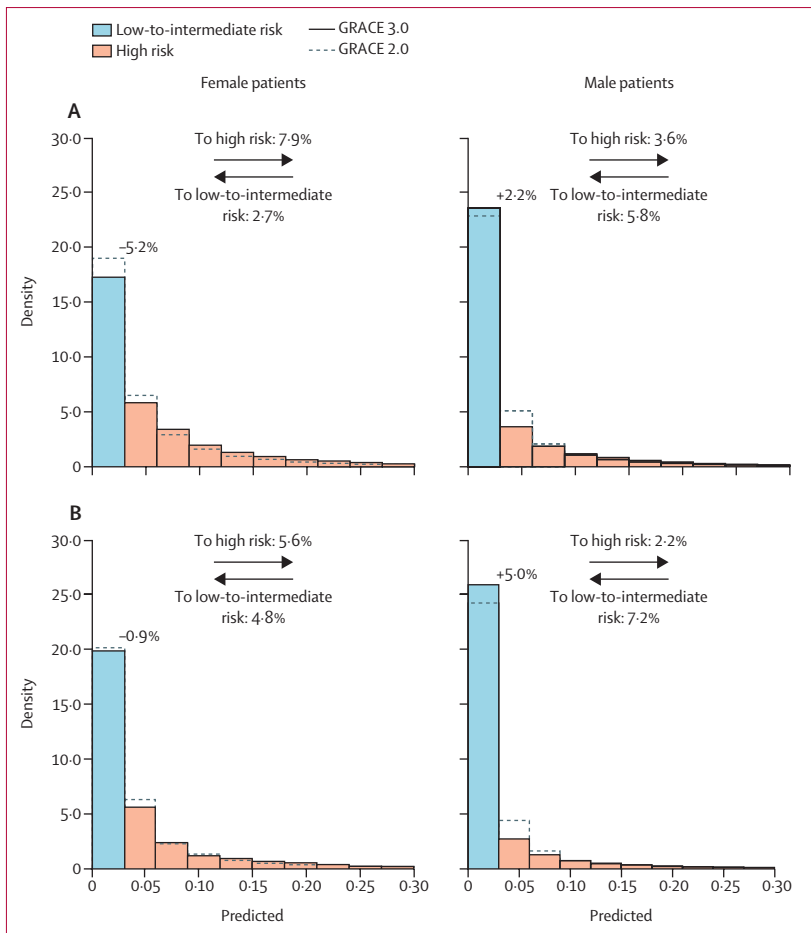 Low-to-intermediate risk
High risk
GRACE 3·0
GRACE 2·0
Female patients
Male patients
A
To high risk: 7·9%
To low-to-intermediate
risk: 2·7%
–5·2%
30·0
25·0
20·0
15·0
10·0
5·0
0
Density
To high risk: 3·6%
To low-to-intermediate
risk: 5·8%
+2·2%
B
To high risk: 5·6%
To low-to-intermediate
risk: 4·8%
–0·9%
30·0
25·0
20·0
15·0
10·0
5·0
0
Density
0
0·05
0·10
0·15
0·20
0·25
0·30
Predicted
To high risk: 2·2%
To low-to-intermediate
risk: 7·2%
+5·0%
0
0·05
0·10
0·15
0·20
0·25
0·30
Predicted